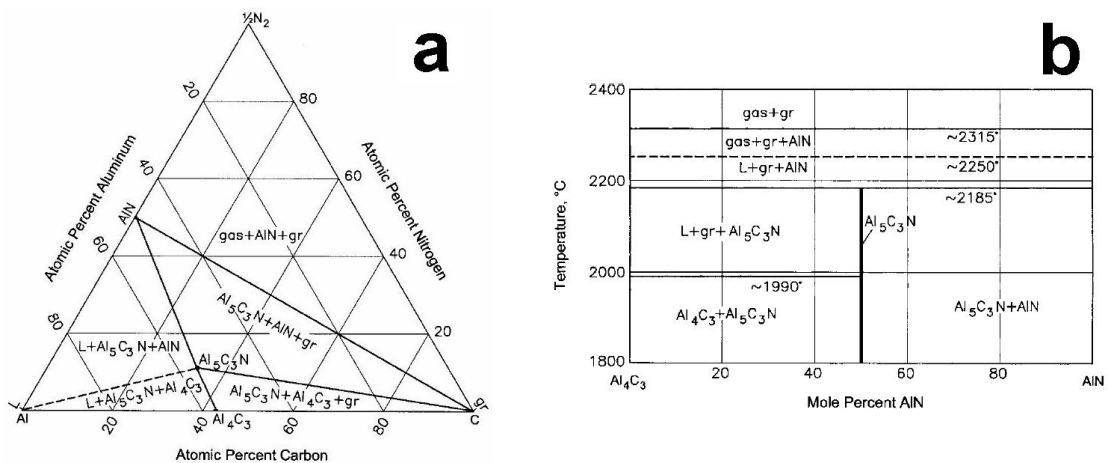 a
½N₂
20
80
Atomic Percent Aluminum
Atomic Percent Nitrogen
40
60
AlN
gas+AlN+gr
60
40
Al₅C₃N+AlN+gr
80
20
L+Al₅C₃N+AlN
Al₅C₃N
L+Al₅C₃N+Al₄C₃
Al₅C₃N+Al₄C₃+gr
L
gr
Al
Al₄C₃
C
20
40
60
80
Atomic Percent Carbon
b
2400
gas+gr
gas+gr+AlN
~2315°
L+gr+AlN
~2250°
2200
~2185°
Al₅C₃N
L+gr+Al₅C₃N
Temperature, °C
2000
~1990°
Al₄C₃+Al₅C₃N
Al₅C₃N+AlN
1800
Al₄C₃
20
40
60
80
AlN
Mole Percent AlN